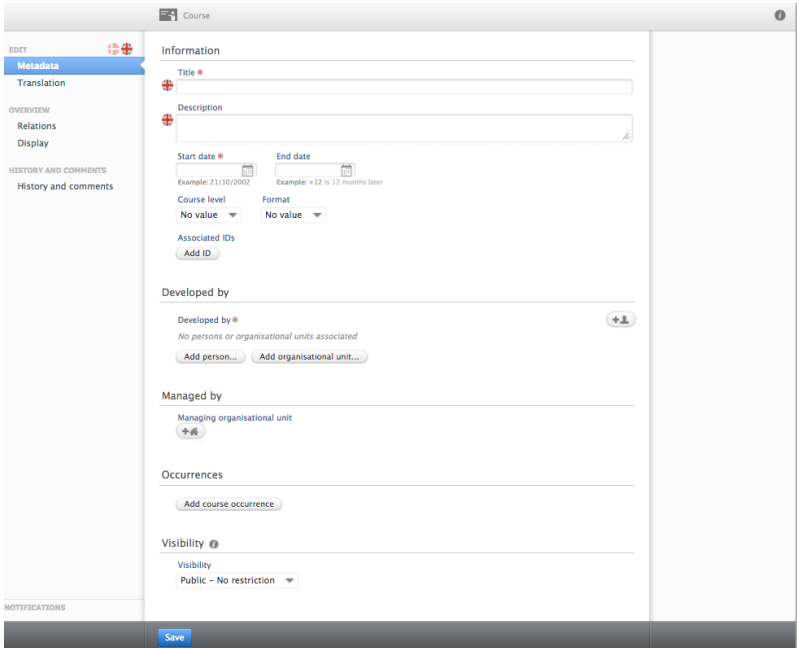 Course
EDIT
Metadata
Translation
OVERVIEW
Relations
Display
HISTORY AND COMMENTS
History and comments
NOTIFICATIONS
Information
Title *
Description
Start date * End date
Example: 21/10/2002 Example: +12 is 12 months later
Course level Format
No value No value
Associated IDs
Add ID
Developed by
Developed by *
No persons or organisational units associated
Add person... Add organisational unit...
Managed by
Managing organisational unit
Occurrences
Add course occurrence
Visibility
Visibility
Public - No restriction
Save